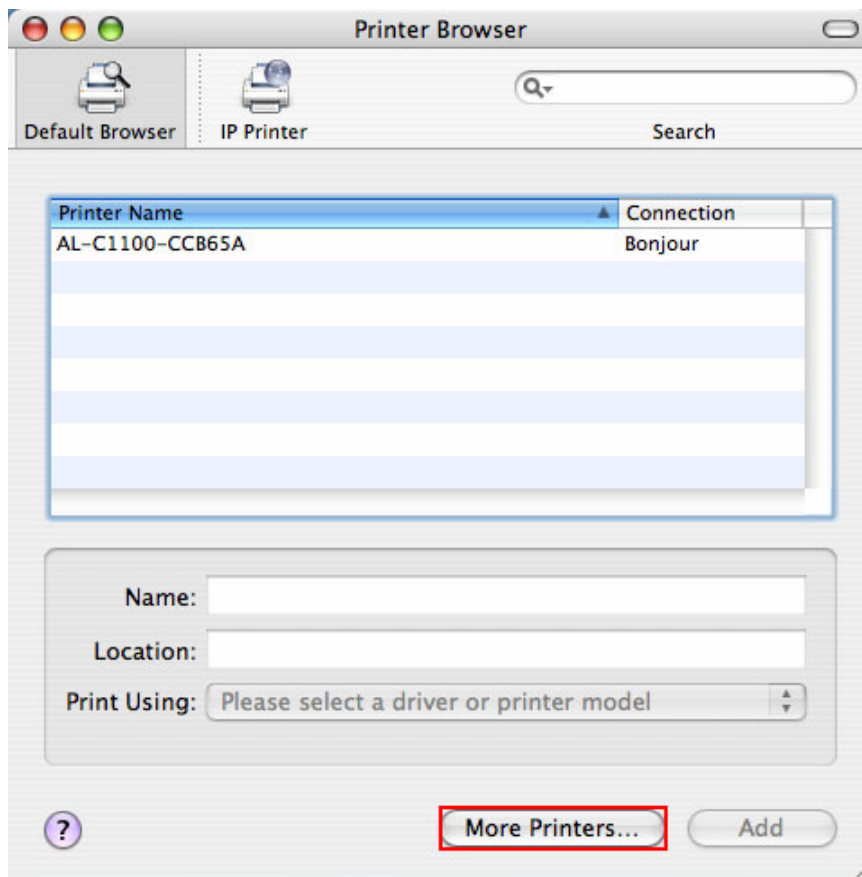 Printer Browser
Default Browser
IP Printer
Search
Printer Name
Connection
AL-C1100-CCB65A
Bonjour
Name:
Location:
Print Using:
Please select a driver or printer model
?
More Printers...
Add